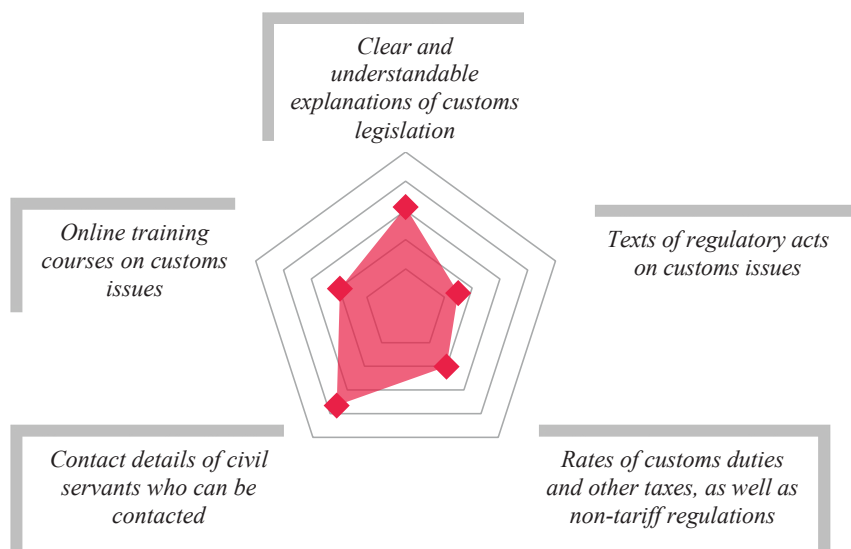 Clear and
understandable
explanations of customs
legislation
Online training
courses on customs
issues
Texts of regulatory acts
on customs issues
Contact details of civil
servants who can be
contacted
Rates of customs duties
and other taxes, as well as
non-tariff regulations